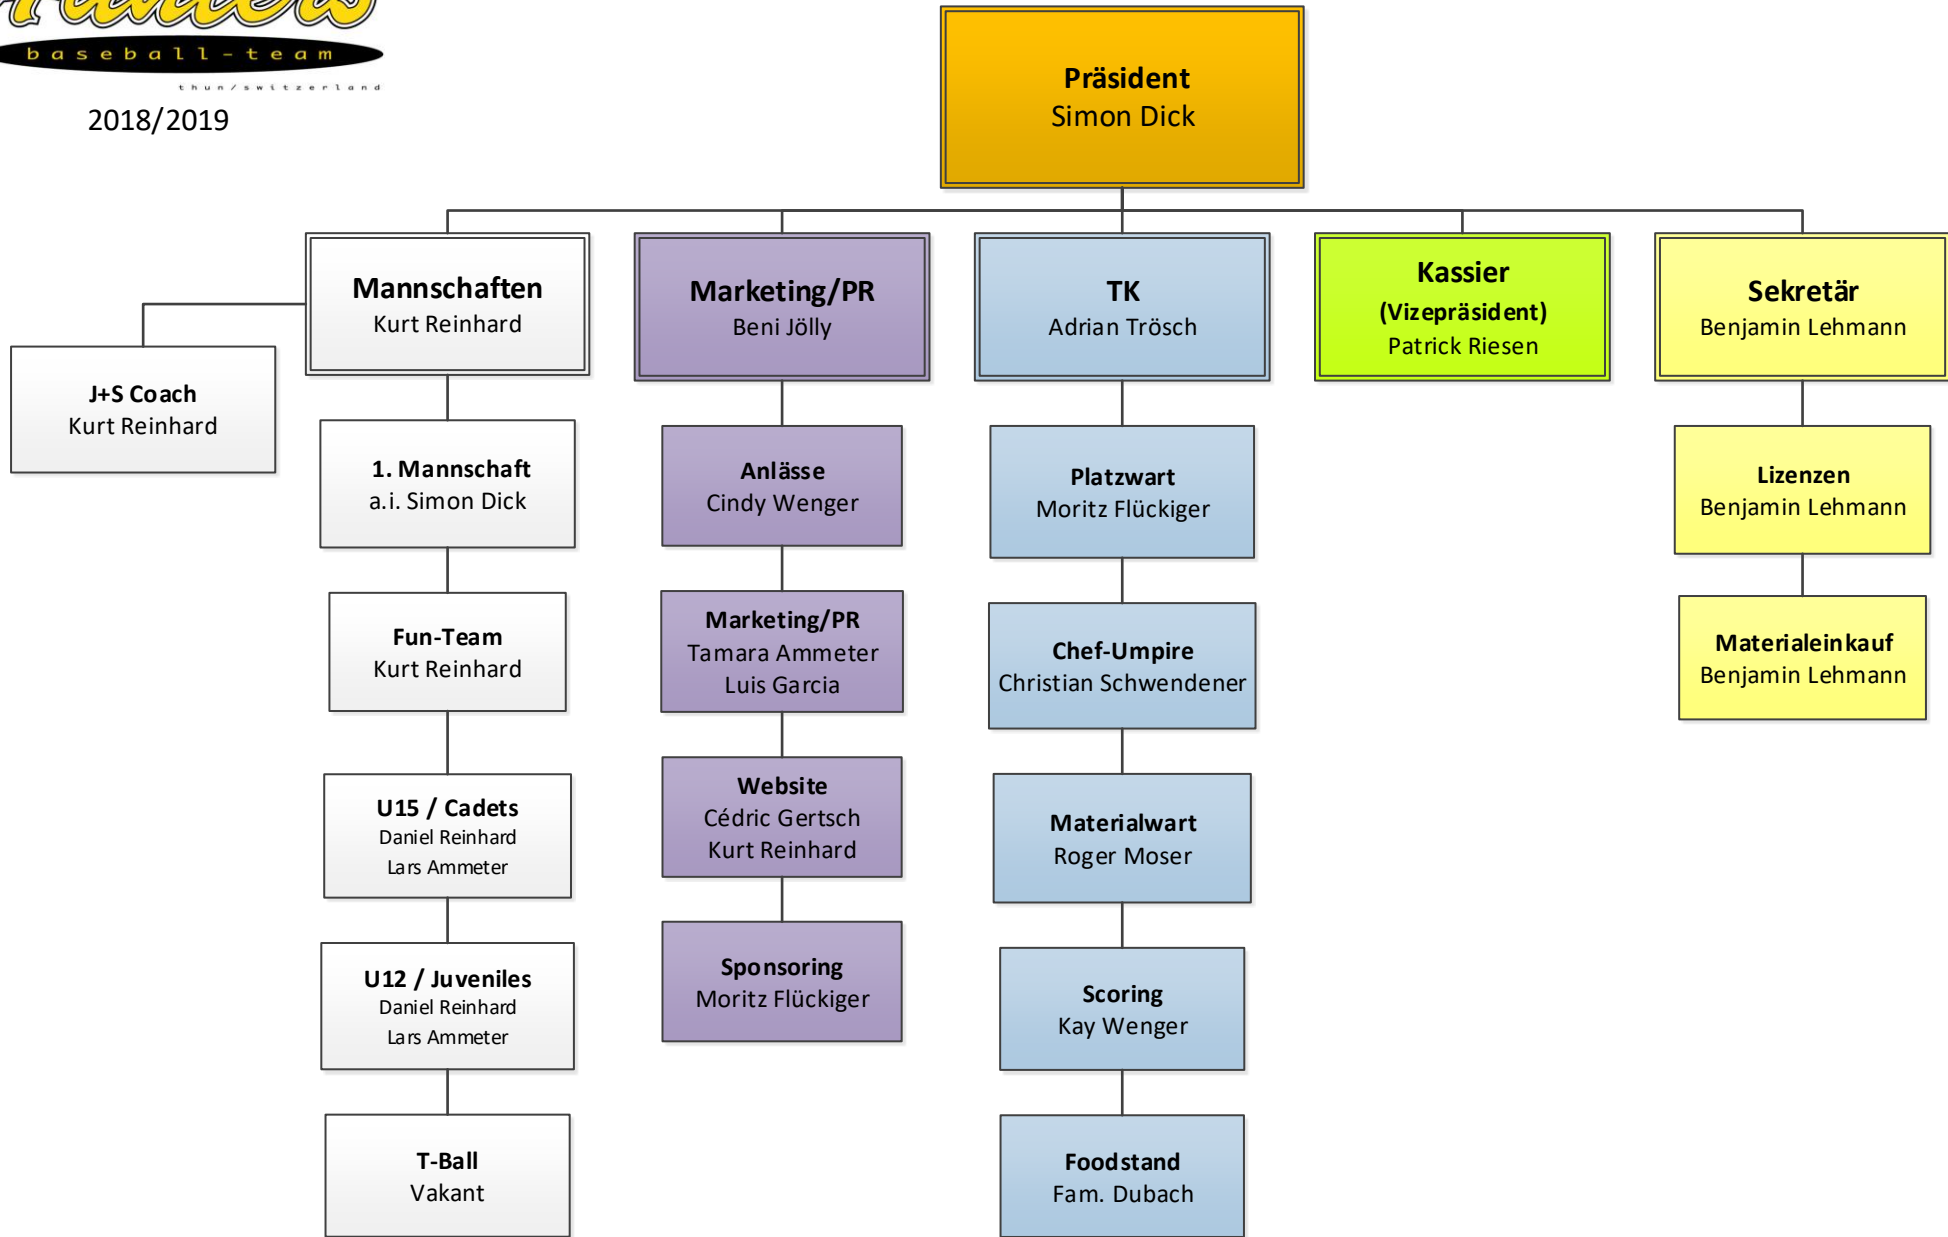 baseball-team
thun/switzerland
2018/2019
Präsident
Simon Dick
Mannschaften
Kurt Reinhard
J+S Coach
Kurt Reinhard
1. Mannschaft
a.i. Simon Dick
Fun-Team
Kurt Reinhard
U15 / Cadets
Daniel Reinhard
Lars Ammeter
U12 / Juveniles
Daniel Reinhard
Lars Ammeter
T-Ball
Vakant
Marketing/PR
Beni Jölly
Anlässe
Cindy Wenger
Marketing/PR
Tamara Ammeter
Luis Garcia
Website
Cédric Gertsch
Kurt Reinhard
Sponsoring
Moritz Flückiger
TK
Adrian Trösch
Platzwart
Moritz Flückiger
Chef-Umpire
Christian Schwendener
Materialwart
Roger Moser
Scoring
Kay Wenger
Foodstand
Fam. Dubach
Kassier
(Vizepräsident)
Patrick Riesen
Sekretär
Benjamin Lehmann
Lizenzen
Benjamin Lehmann
Materialeinkauf
Benjamin Lehmann